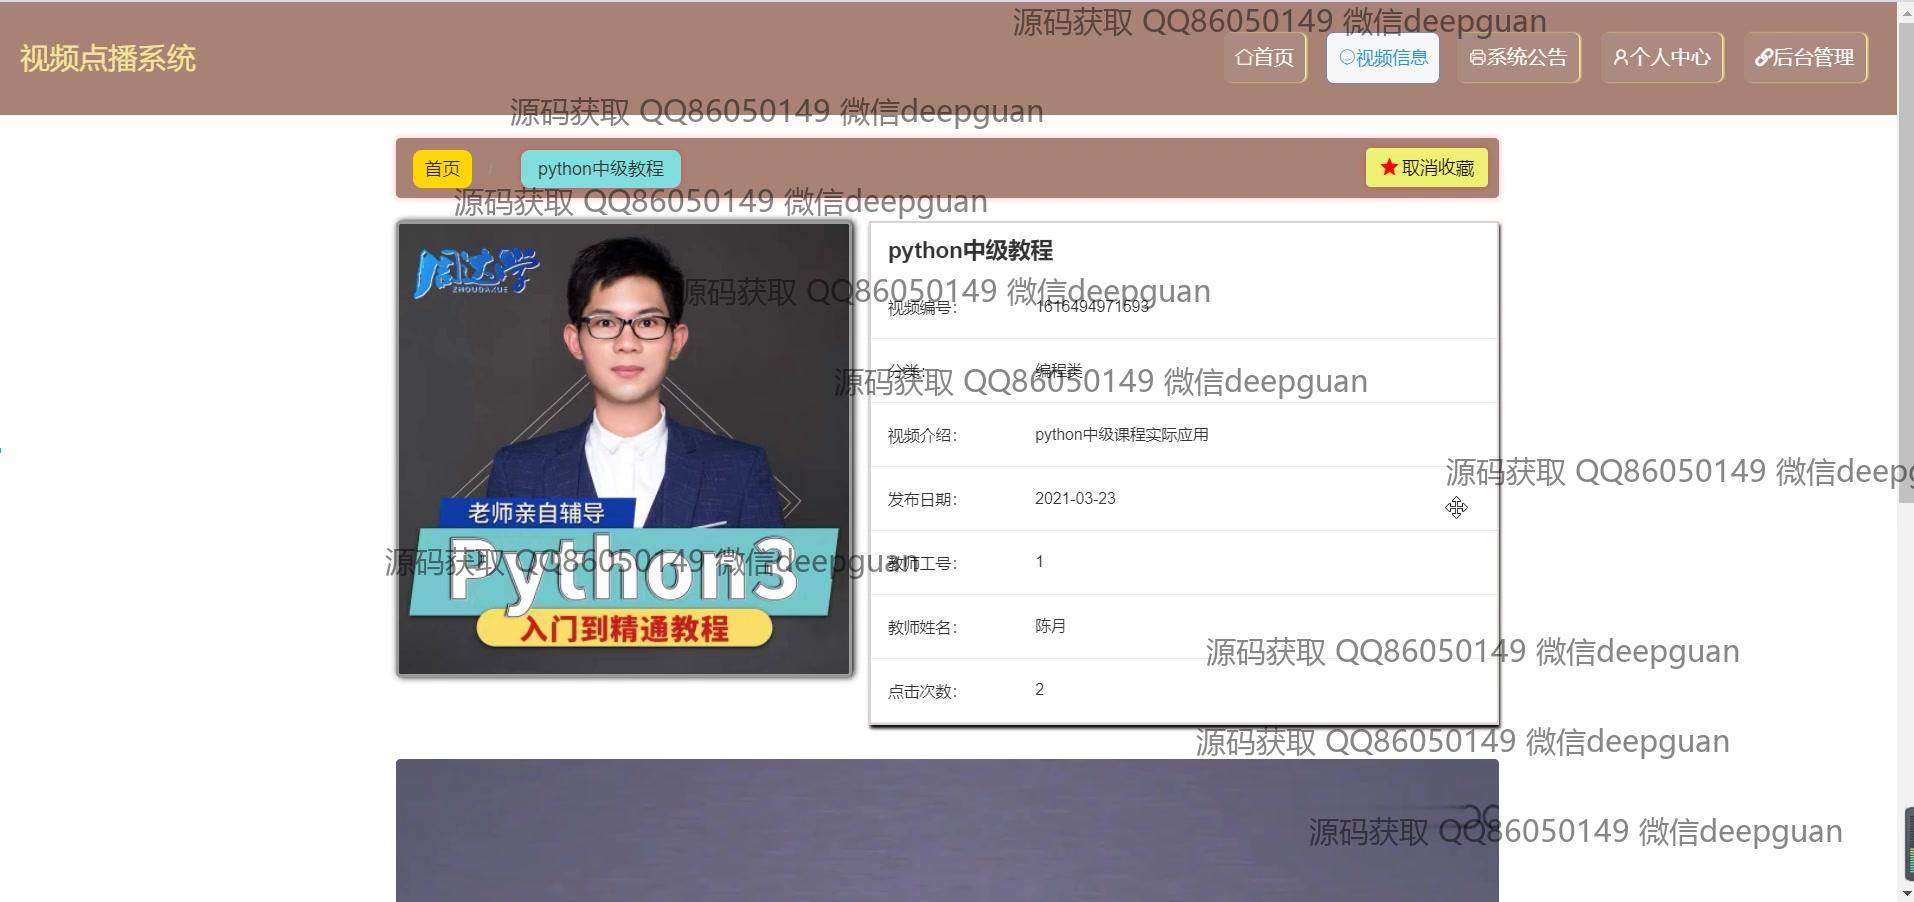 源码获取 QQ86050149 微信deepguan
视频点播系统
首页
视频信息
系统公告
个人中心
后台管理
源码获取 QQ86050149 微信deepguan
首页 / python中级教程
取消收藏
源码获取 QQ86050149 微信deepguan
周达学
ZHOUDAXUE
老师亲自辅导
Python3
入门到精通教程
python中级教程
源码获取 QQ86050149 微信deepguan
视频编号： 1616494971693
分类： 编程类
源码获取 QQ86050149 微信deepguan
视频介绍： python中级课程实际应用
源码获取 QQ86050149 微信deepg
发布日期： 2021-03-23
源码获取 QQ86050149 微信deepguan
教师工号： 1
教师姓名： 陈月
源码获取 QQ86050149 微信deepguan
点击次数： 2
源码获取 QQ86050149 微信deepguan
源码获取 QQ86050149 微信deepguan